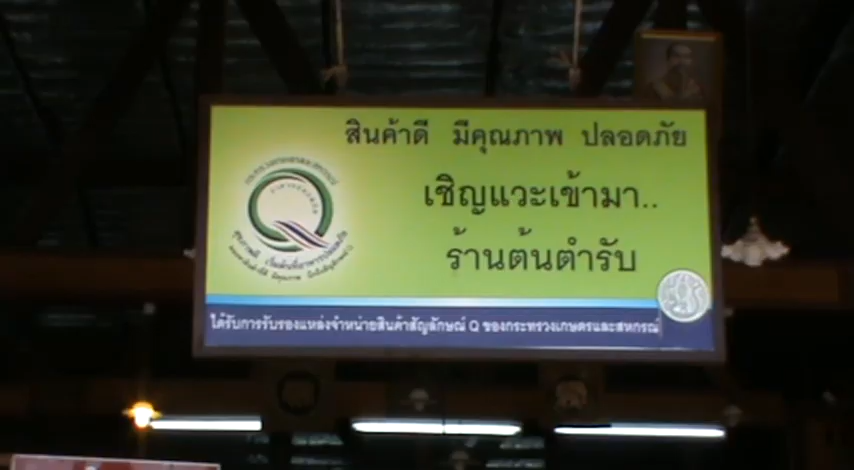 สินค้าดี มีคุณภาพ ปลอดภัย
เชิญแวะเข้ามา..
ร้านต้นตำรับ
ได้รับการรับรองแหล่งจำหน่ายสินค้าสัญลักษณ์ Q ของกระทรวงเกษตรและสหกรณ์